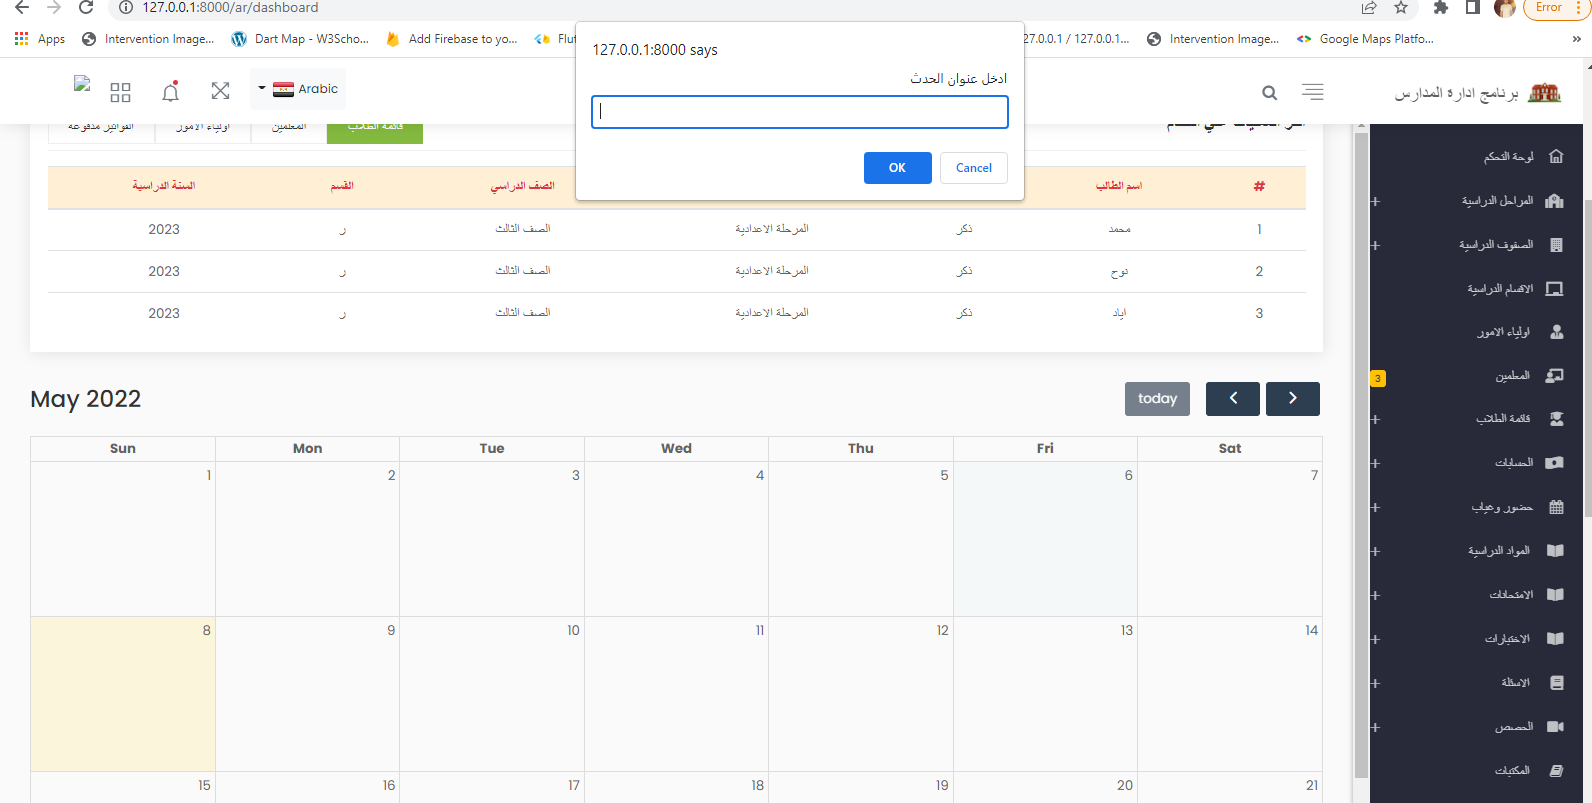 127.0.0.1:8000/ar/dashboard
Error
Apps
Intervention Image...
Dart Map - W3Scho...
Add Firebase to yo...
27.0.0.1 / 127.0.0.1...
Intervention Image...
Google Maps Platfo...
»
127.0.0.1:8000 says
ادخل عنوان الحدث
OK
Cancel
برنامج ادارة المدارس
Arabic
قائمة الطلاب
المعلمين
اولياء الامور
الفواتير مدفوعة
# اسم الطالب الصف الدراسي القسم السنة الدراسية
1 محمد ذكر المرحلة الاعدادية الصف الثالث ر 2023
2 نوح ذكر المرحلة الاعدادية الصف الثالث ر 2023
3 اياد ذكر المرحلة الاعدادية الصف الثالث ر 2023
لوحة التحكم
المراحل الدراسية
+
الصفوف الدراسية
+
الاقسام الدراسية
اولياء الامور
المعلمين
3
قائمة الطلاب
+
الحسابات
+
حضور وغياب
+
المواد الدراسية
+
الامتحانات
+
الاختبارات
+
الاسئلة
+
الحصص
+
المكتبات
May 2022
today
Sun Mon Tue Wed Thu Fri Sat
1 2 3 4 5 6 7
8 9 10 11 12 13 14
15 16 17 18 19 20 21